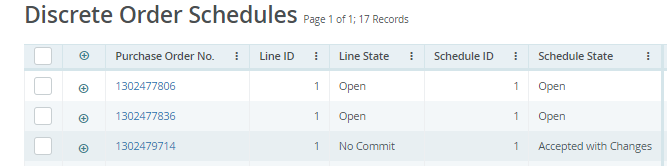 Discrete Order Schedules Page 1 of 1; 17 Records
Purchase Order No. Line ID Line State Schedule ID Schedule State
1302477806 1 Open 1 Open
1302477836 1 Open 1 Open
1302479714 1 No Commit 1 Accepted with Changes